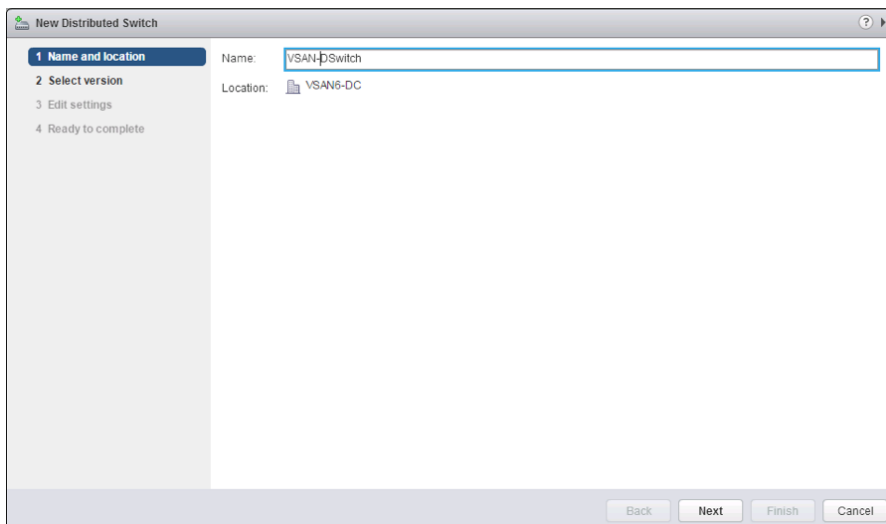 New Distributed Switch
?
1 Name and location
2 Select version
3 Edit settings
4 Ready to complete
Name: VSAN-DSwitch
Location: VSAN6-DC
Back Next Finish Cancel